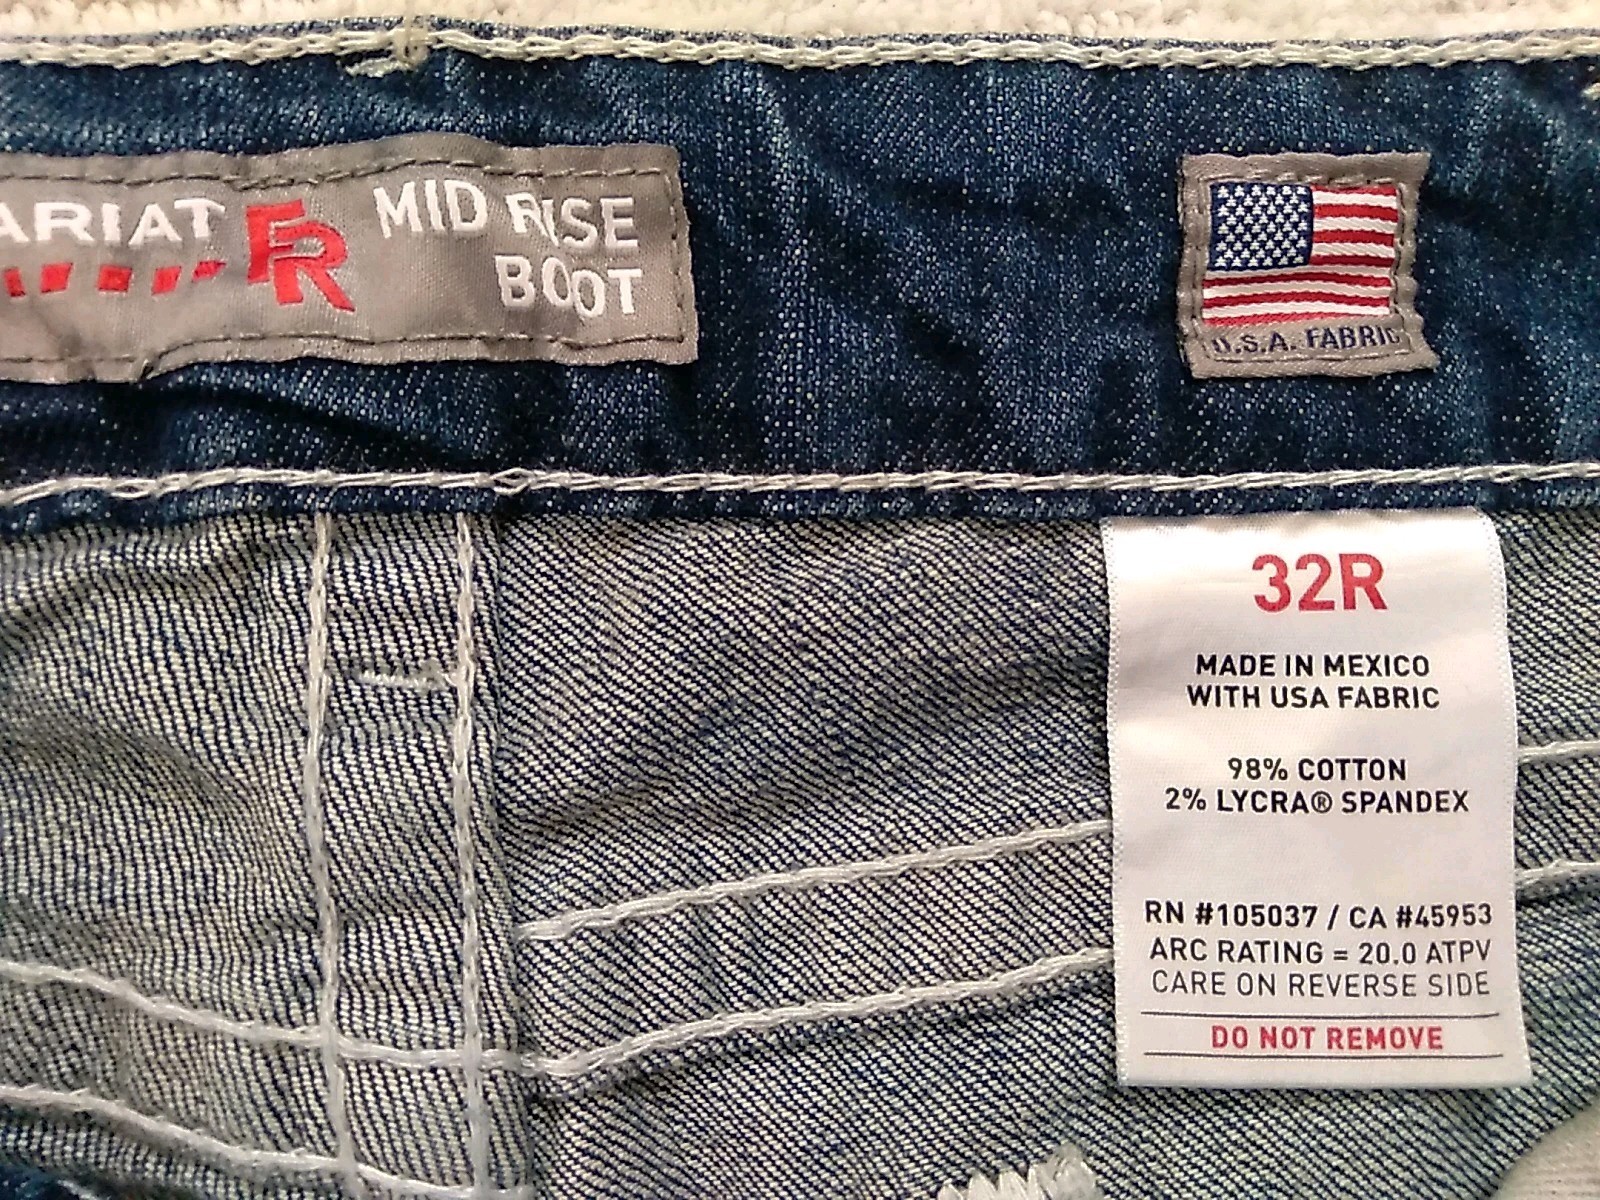 ARIAT FR MID RISE
BOOT
U.S.A. FABRIC
32R
MADE IN MEXICO
WITH USA FABRIC
98% COTTON
2% LYCRA® SPANDEX
RN #105037 / CA #45953
ARC RATING = 20.0 ATPV
CARE ON REVERSE SIDE
DO NOT REMOVE